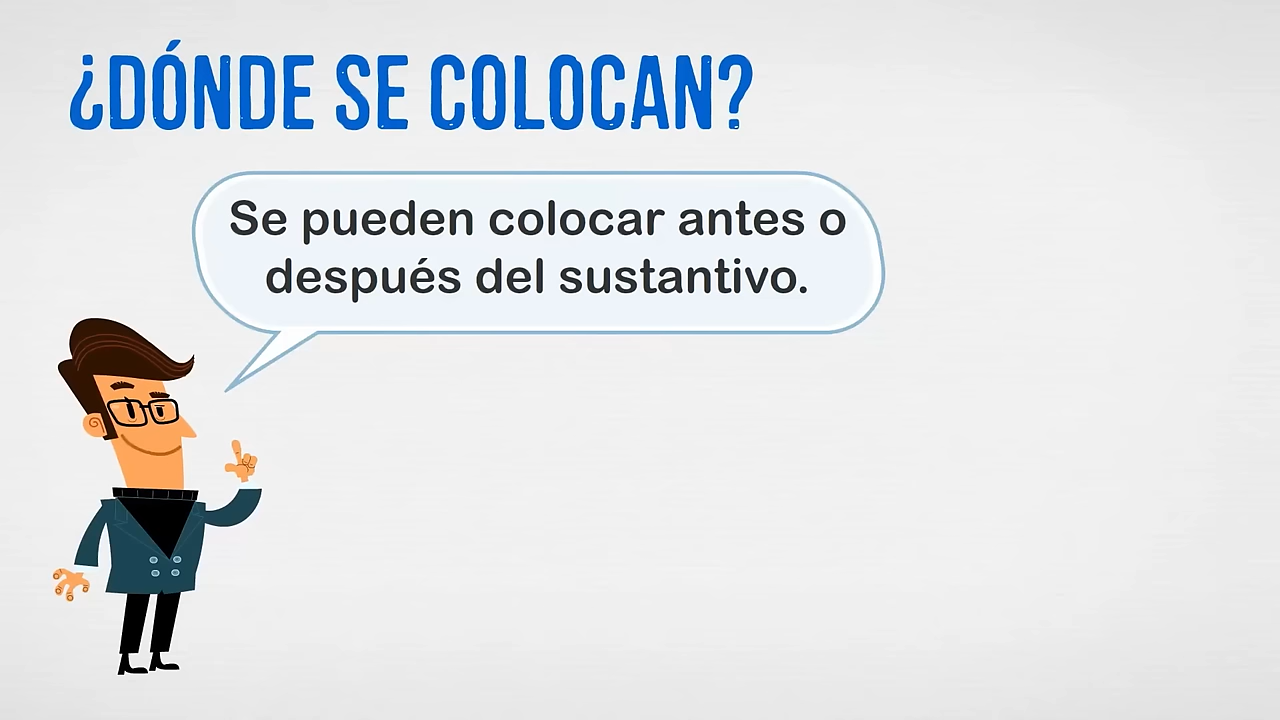 ¿DÓNDE SE COLOCAN?
Se pueden colocar antes o
después del sustantivo.